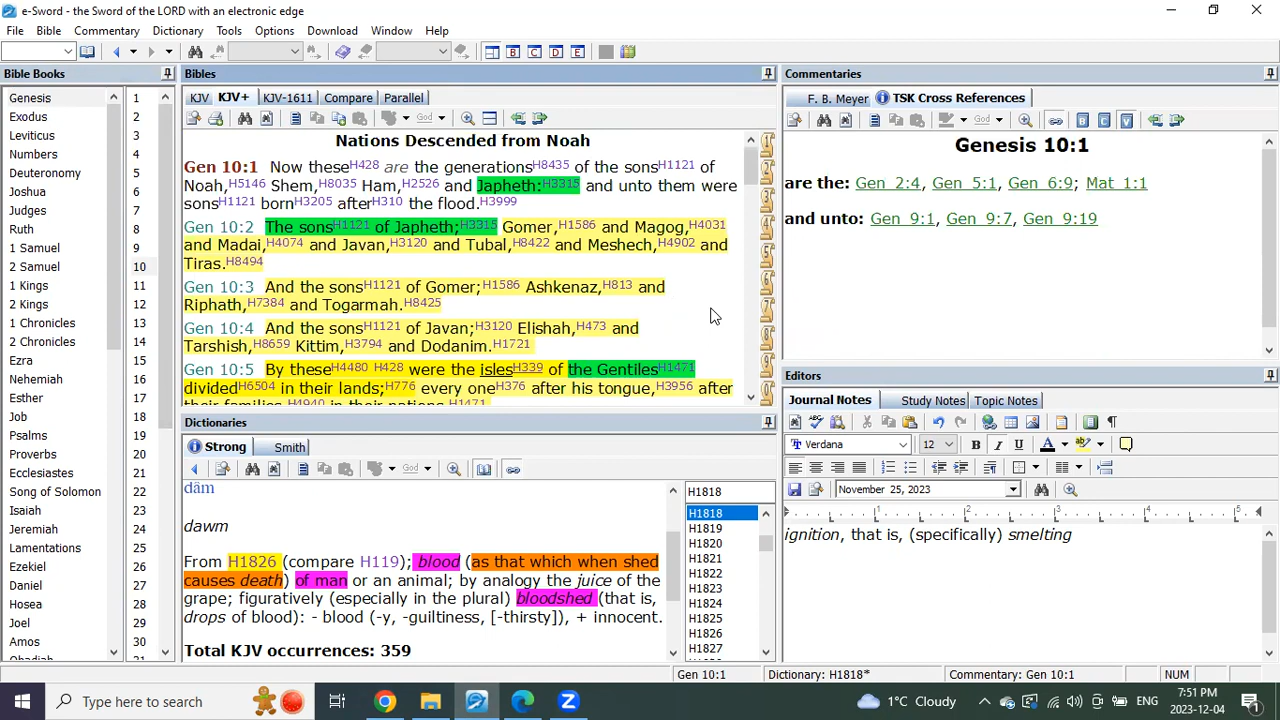 e-Sword - the Sword of the LORD with an electronic edge
File Bible Commentary Dictionary Tools Options Download Window Help
Bible Books
Genesis
Exodus
Leviticus
Numbers
Deuteronomy
Joshua
Judges
Ruth
1 Samuel
2 Samuel
1 Kings
2 Kings
1 Chronicles
2 Chronicles
Ezra
Nehemiah
Esther
Job
Psalms
Proverbs
Ecclesiastes
Song of Solomon
Isaiah
Jeremiah
Lamentations
Ezekiel
Daniel
Hosea
Joel
Amos
Obadiah
1
2
3
4
5
6
7
8
9
10
11
12
13
14
15
16
17
18
19
20
21
22
23
24
25
26
27
28
29
30
31
Bibles
KJV KJV+ KJV-1611 Compare Parallel
Nations Descended from Noah
Gen 10:1 Now theseH428 are the generationsH8435 of the sonsH1121 of
Noah,H5146 Shem,H8035 Ham,H2526 and Japheth:H3315 and unto them were
sonsH1121 bornH3205 afterH310 the flood.H3999
Gen 10:2 The sonsH1121 of Japheth;H3315 Gomer,H1586 and Magog,H4031
and Madai,H4074 and Javan,H3120 and Tubal,H8422 and Meshech,H4902 and
Tiras.H8494
Gen 10:3 And the sonsH1121 of Gomer;H1586 Ashkenaz,H813 and
Riphath,H7384 and Togarmah.H8425
Gen 10:4 And the sonsH1121 of Javan;H3120 Elishah,H473 and
Tarshish,H8659 Kittim,H3794 and Dodanim.H1721
Gen 10:5 By theseH4480 H428 were the islesH339 of the GentilesH1471
dividedH6504 in their lands;H776 every oneH376 after his tongue,H3956 after
their families,H4940 in their nations.H1471
Dictionaries
Strong Smith
dâm
dawm
From H1826 (compare H119); blood (as that which when shed
causes death) of man or an animal; by analogy the juice of the
grape; figuratively (especially in the plural) bloodshed (that is,
drops of blood): - blood (-y, -guiltiness, [-thirsty]), + innocent.
Total KJV occurrences: 359
H1818
H1818
H1819
H1820
H1821
H1822
H1823
H1824
H1825
H1826
H1827
Commentaries
F. B. Meyer TSK Cross References
God
B C V
Genesis 10:1
are the: Gen 2:4, Gen 5:1, Gen 6:9; Mat 1:1
and unto: Gen 9:1, Gen 9:7, Gen 9:19
Editors
Journal Notes Study Notes Topic Notes
Verdana 12 B I U A
November 25, 2023
1 2 3 4 5
ignition, that is, (specifically) smelting
Gen 10:1 Dictionary: H1818* Commentary: Gen 10:1 NUM
Type here to search
1°C Cloudy
ENG
7:51 PM
2023-12-04
1